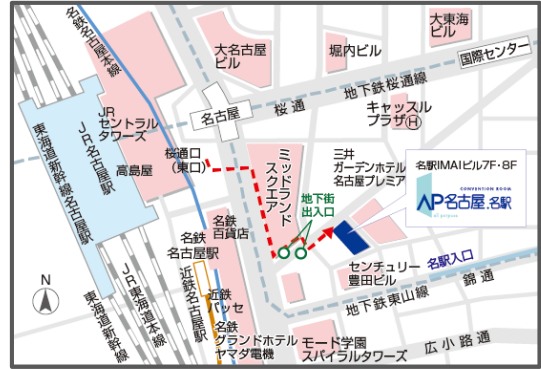 名鉄名古屋本線
大名古屋
ビル
堀内ビル
大東海
ビル
国際センター
名古屋
桜通
地下鉄桜通線
キャッスル
プラザⒽ
JR
セントラル
タワーズ
高島屋
JR名古屋駅
東海道新幹線名古屋駅
桜通口
(東口)
ミッドランド
スクエア
三井
ガーデンホテル
名古屋プレミア
名駅IMAIビル7F・8F
CONVENTION ROOM
AP名古屋.名駅
all purpose
地下街
出入口
名鉄
百貨店
名鉄
名古屋駅
近鉄名古屋駅
センチュリー
豊田ビル
名駅入口
錦通
地下鉄東山線
N
東海道新幹線
JR東海道本線
近鉄
パッセ
名鉄
グランドホテル
ヤマダ電機
モード学園
スパイラルタワーズ
広小路通